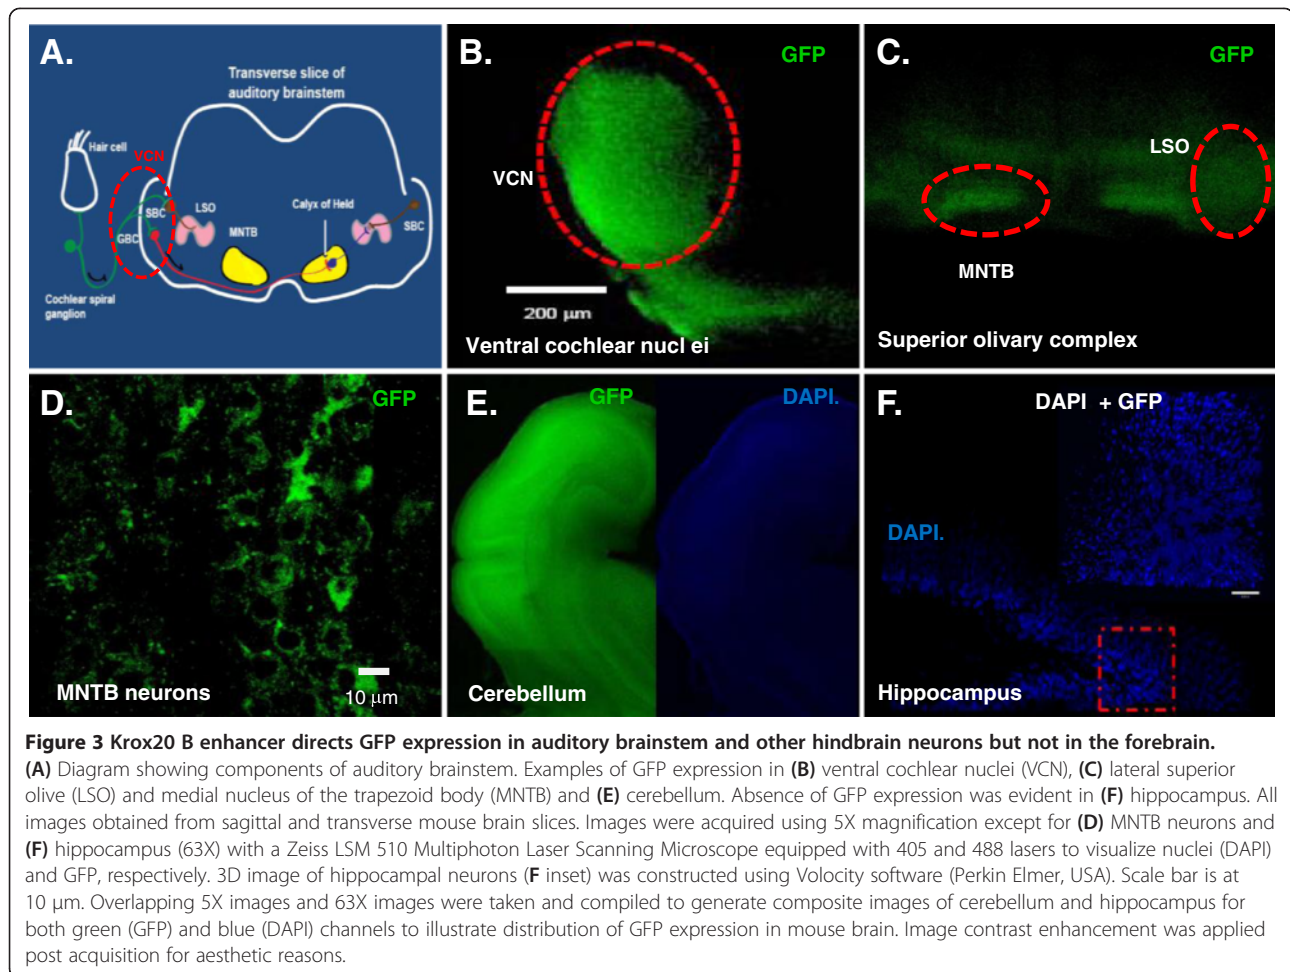 A.
Transverse slice of
auditory brainstem
Hair cell
VCN
SBC
GBC
LSO
MNTB
Calyx of Held
SBC
Cochlear spiral
ganglion
B.
GFP
VCN
200 µm
Ventral cochlear nucl ei
C.
GFP
LSO
MNTB
Superior olivary complex
D.
GFP
10 µm
MNTB neurons
E.
GFP
DAPI.
Cerebellum
F.
DAPI + GFP
DAPI.
Hippocampus
Figure 3 Krox20 B enhancer directs GFP expression in auditory brainstem and other hindbrain neurons but not in the forebrain.
(A) Diagram showing components of auditory brainstem. Examples of GFP expression in (B) ventral cochlear nuclei (VCN), (C) lateral superior
olive (LSO) and medial nucleus of the trapezoid body (MNTB) and (E) cerebellum. Absence of GFP expression was evident in (F) hippocampus. All
images obtained from sagittal and transverse mouse brain slices. Images were acquired using 5X magnification except for (D) MNTB neurons and
(F) hippocampus (63X) with a Zeiss LSM 510 Multiphoton Laser Scanning Microscope equipped with 405 and 488 lasers to visualize nuclei (DAPI)
and GFP, respectively. 3D image of hippocampal neurons (F inset) was constructed using Volocity software (Perkin Elmer, USA). Scale bar is at
10 µm. Overlapping 5X images and 63X images were taken and compiled to generate composite images of cerebellum and hippocampus for
both green (GFP) and blue (DAPI) channels to illustrate distribution of GFP expression in mouse brain. Image contrast enhancement was applied
post acquisition for aesthetic reasons.